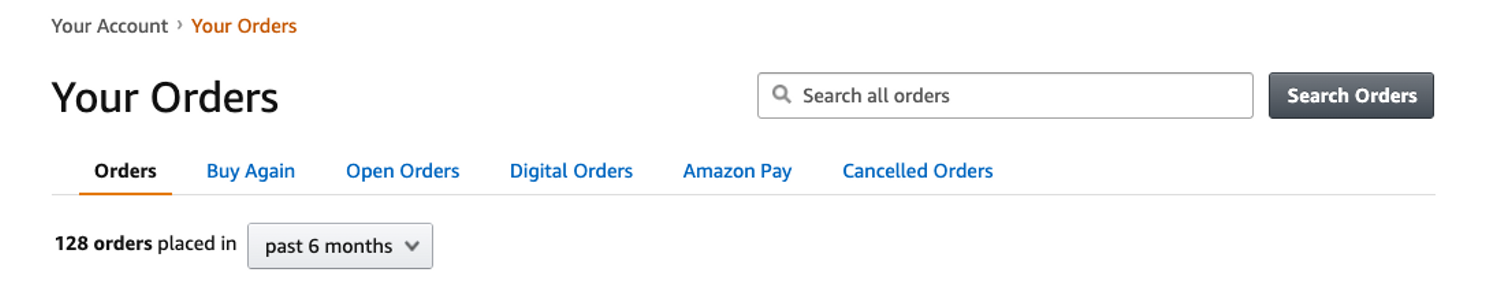 Your Account › Your Orders
Your Orders
Search all orders
Search Orders
Orders Buy Again Open Orders Digital Orders Amazon Pay Cancelled Orders
128 orders placed in past 6 months